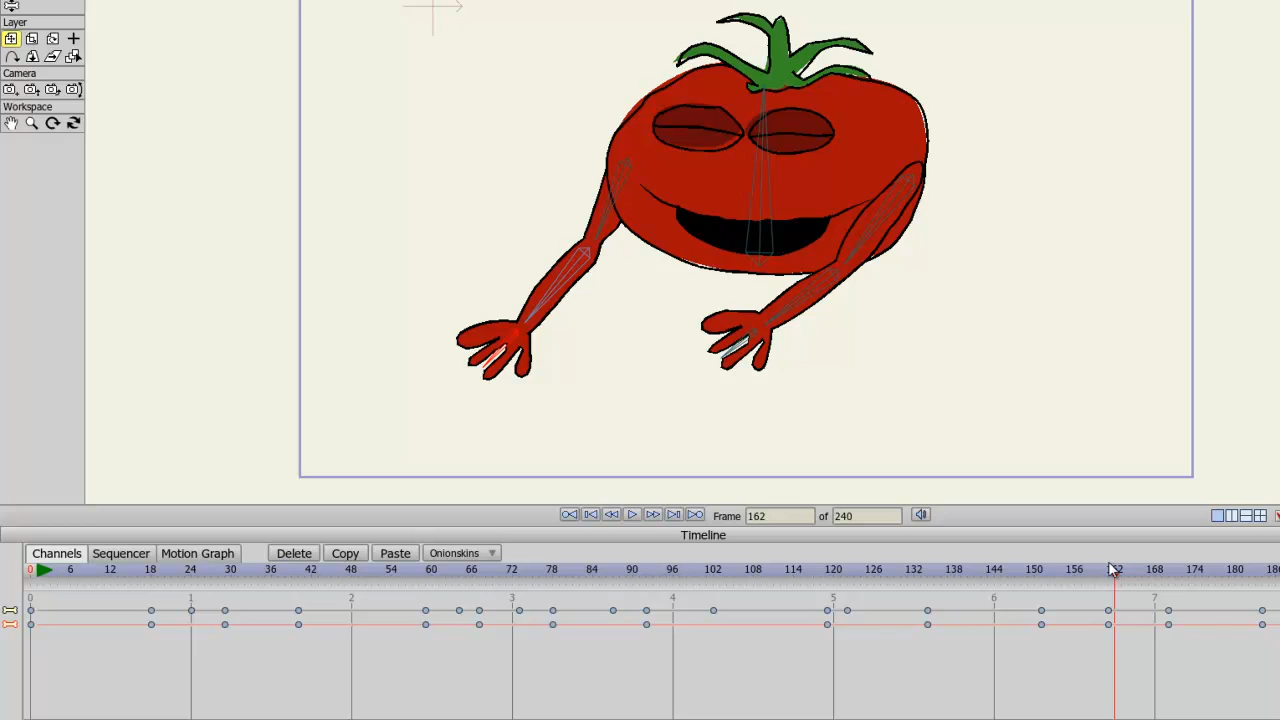 Layer
Camera
Workspace
Frame 162 of 240
Timeline
Channels Sequencer Motion Graph Delete Copy Paste Onionskins
0 6 12 18 24 30 36 42 48 54 60 66 72 78 84 90 96 102 108 114 120 126 132 138 144 150 156 168 174 180
0 1 2 3 4 5 6 7